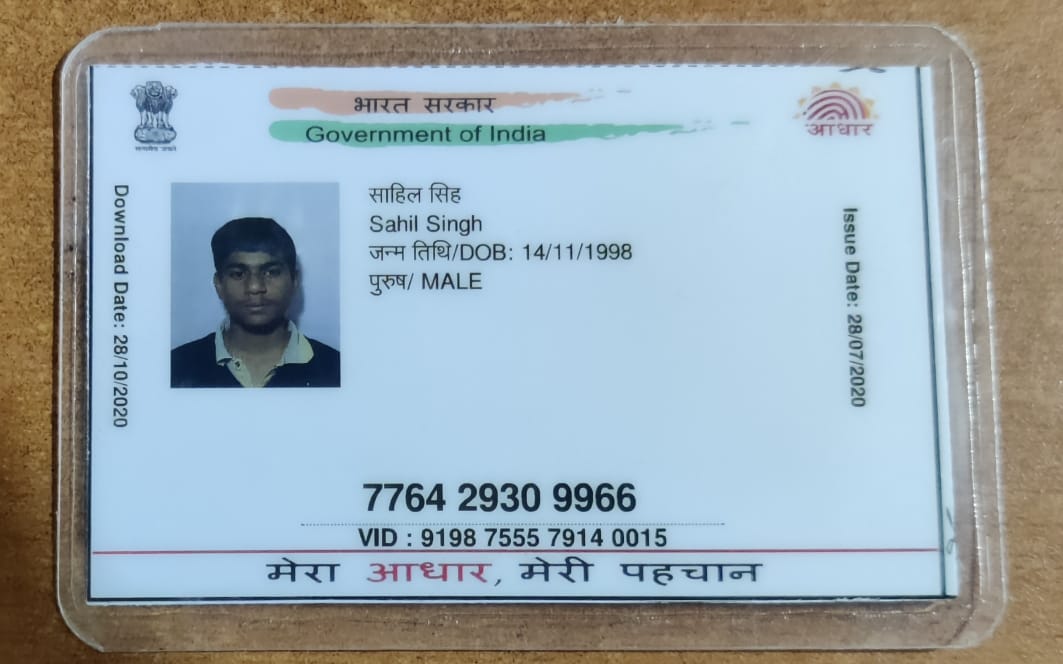 भारत सरकार
Government of India
सत्यमेव जयते
आधार
Download Date: 28/10/2020
साहिल सिंह
Sahil Singh
जन्म तिथि/DOB: 14/11/1998
पुरुष/ MALE
Issue Date: 28/07/2020
7764 2930 9966
VID : 9198 7555 7914 0015
मेरा आधार, मेरी पहचान